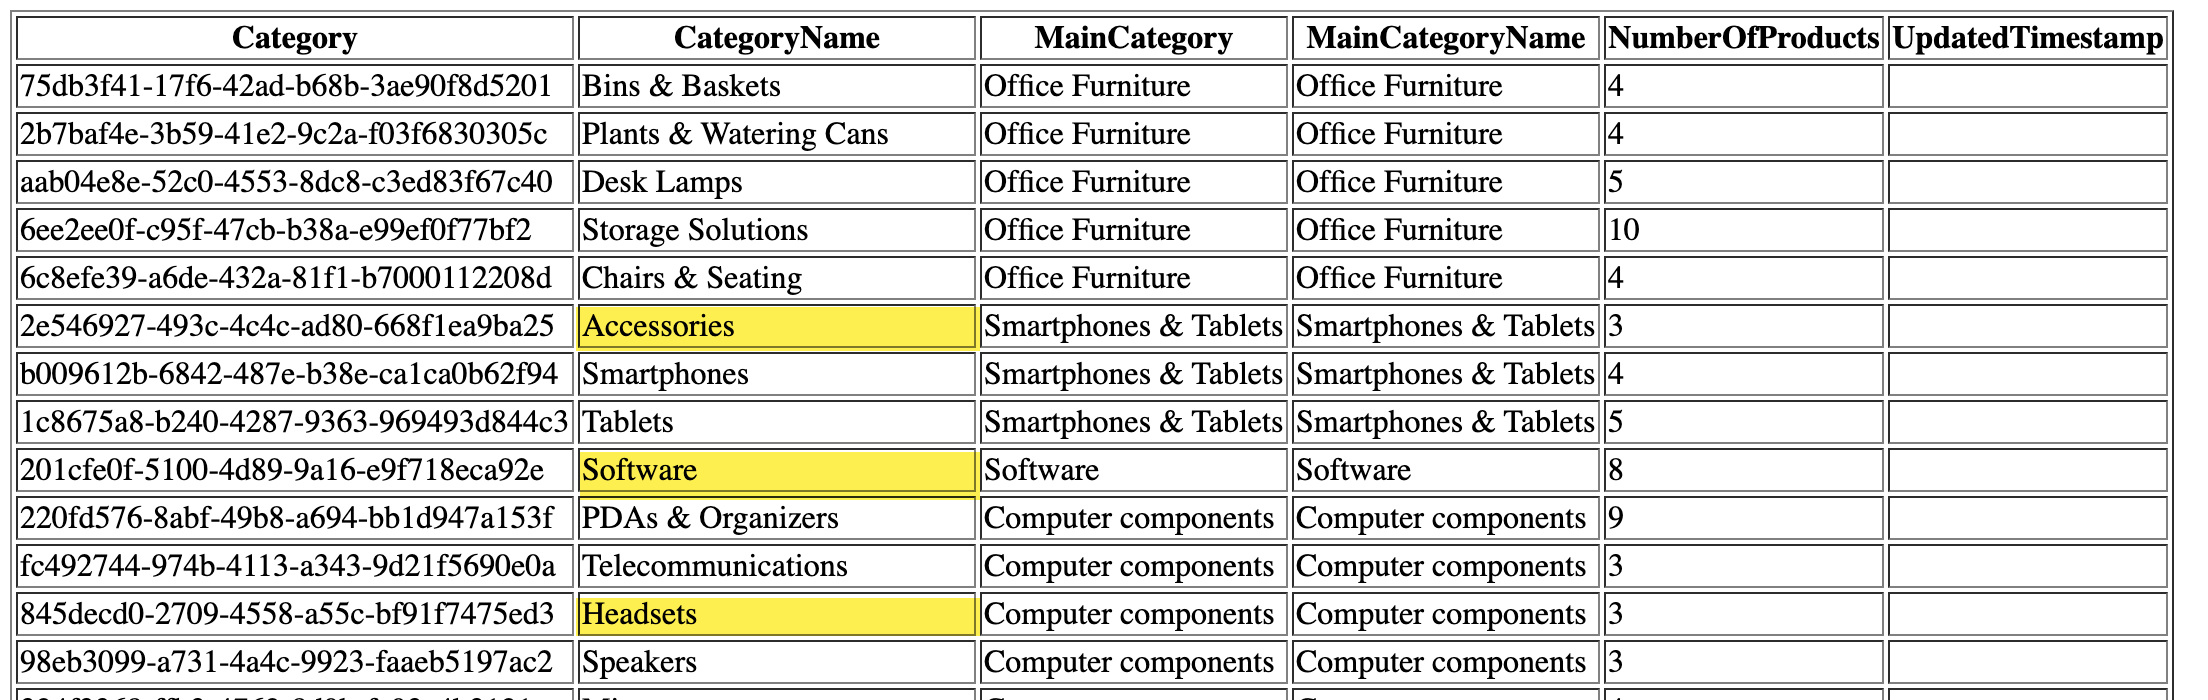 Category CategoryName MainCategory MainCategoryName NumberOfProducts UpdatedTimestamp
75db3f41-17f6-42ad-b68b-3ae90f8d5201 Bins & Baskets Office Furniture Office Furniture 4
2b7baf4e-3b59-41e2-9c2a-f03f6830305c Plants & Watering Cans Office Furniture Office Furniture 4
aab04e8e-52c0-4553-8dc8-c3ed83f67c40 Desk Lamps Office Furniture Office Furniture 5
6ee2ee0f-c95f-47cb-b38a-e99ef0f77bf2 Storage Solutions Office Furniture Office Furniture 10
6c8efe39-a6de-432a-81f1-b7000112208d Chairs & Seating Office Furniture Office Furniture 4
2e546927-493c-4c4c-ad80-668f1ea9ba25 Accessories Smartphones & Tablets Smartphones & Tablets 3
b009612b-6842-487e-b38e-ca1ca0b62f94 Smartphones Smartphones & Tablets Smartphones & Tablets 4
1c8675a8-b240-4287-9363-969493d844c3 Tablets Smartphones & Tablets Smartphones & Tablets 5
201cfe0f-5100-4d89-9a16-e9f718eca92e Software Software Software 8
220fd576-8abf-49b8-a694-bb1d947a153f PDAs & Organizers Computer components Computer components 9
fc492744-974b-4113-a343-9d21f5690e0a Telecommunications Computer components Computer components 3
845decd0-2709-4558-a55c-bf91f7475ed3 Headsets Computer components Computer components 3
98eb3099-a731-4a4c-9923-faaeb5197ac2 Speakers Computer components Computer components 3